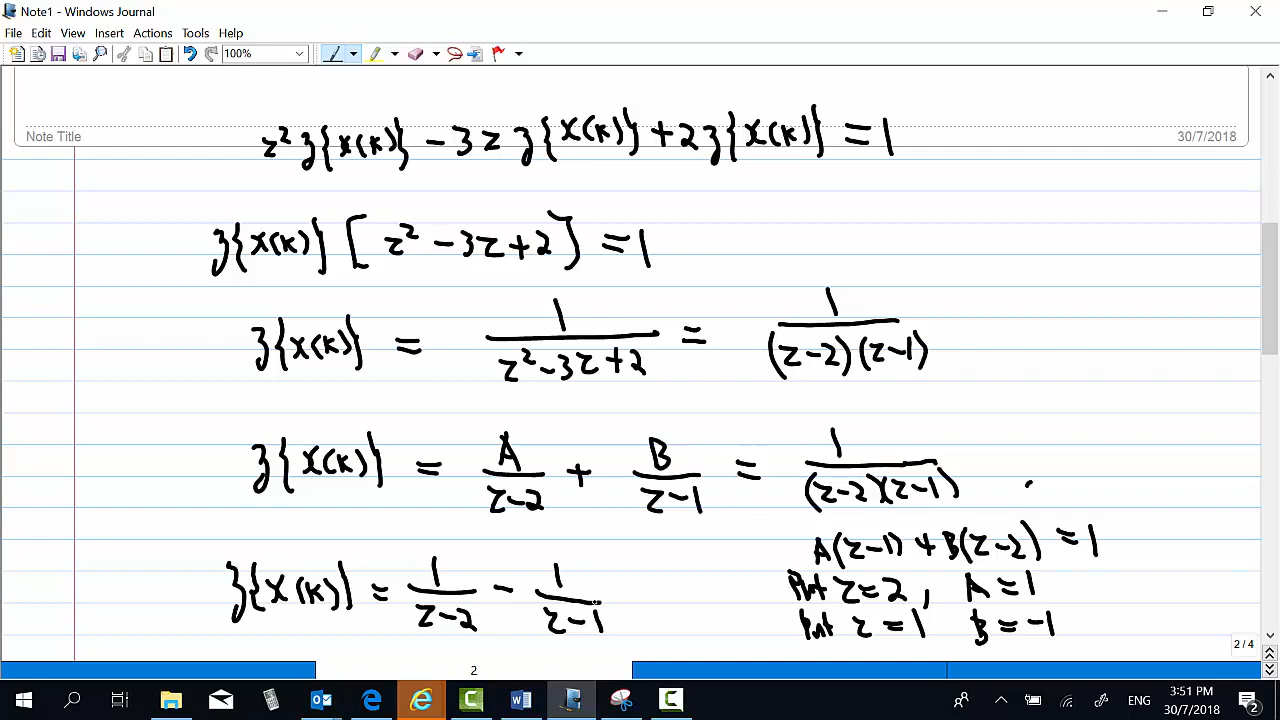 Note1 - Windows Journal
File Edit View Insert Actions Tools Help
100%
Note Title
30/7/2018
z² ʒ{x(k)} − 3z ʒ{x(k)} + 2ʒ{x(k)} = 1
ʒ{x(k)} [z² − 3z + 2] = 1
ʒ{x(k)} = 1/(z² − 3z + 2) = 1/((z−2)(z−1))
ʒ{x(k)} = A/(z−2) + B/(z−1) = 1/((z−2)(z−1))
A(z−1) + B(z−2) = 1
Put z = 2, A = 1
Put z = 1 B = −1
ʒ{x(k)} = 1/(z−2) − 1/(z−1)
2 / 4
2
ENG
3:51 PM
30/7/2018
2